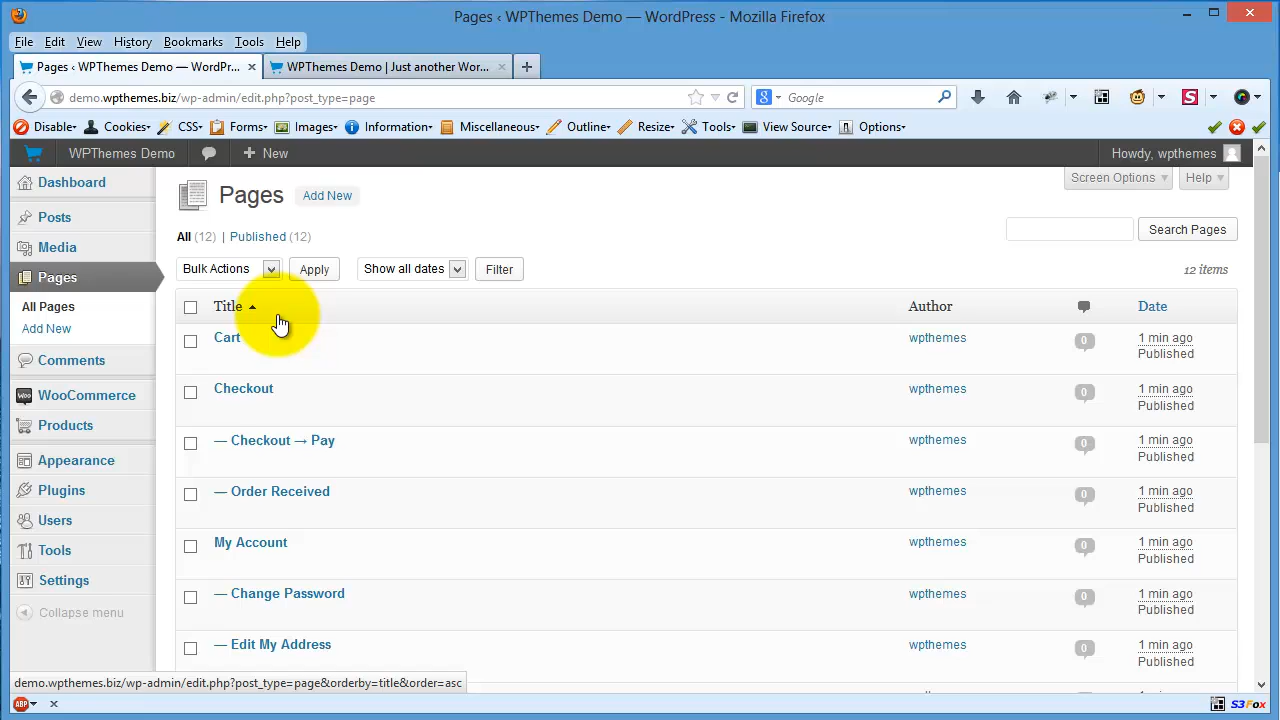 Pages ‹ WPThemes Demo — WordPress - Mozilla Firefox
File Edit View History Bookmarks Tools Help
Pages ‹ WPThemes Demo — WordPr... × WPThemes Demo | Just another Wor... × +
demo.wpthemes.biz/wp-admin/edit.php?post_type=page Google
Disable Cookies CSS Forms Images Information Miscellaneous Outline Resize Tools View Source Options
WPThemes Demo + New Howdy, wpthemes
Dashboard
Posts
Media
Pages
All Pages
Add New
Comments
WooCommerce
Products
Appearance
Plugins
Users
Tools
Settings
Collapse menu
Screen Options Help
Pages Add New
All (12) | Published (12)
Search Pages
Bulk Actions Apply Show all dates Filter 12 items
Title Author Date
Cart wpthemes 0 1 min ago
Published
Checkout wpthemes 0 1 min ago
Published
— Checkout → Pay wpthemes 0 1 min ago
Published
— Order Received wpthemes 0 1 min ago
Published
My Account wpthemes 0 1 min ago
Published
— Change Password wpthemes 0 1 min ago
Published
— Edit My Address wpthemes 0 1 min ago
Published
demo.wpthemes.biz/wp-admin/edit.php?post_type=page&orderby=title&order=asc
ABP × S3Fox